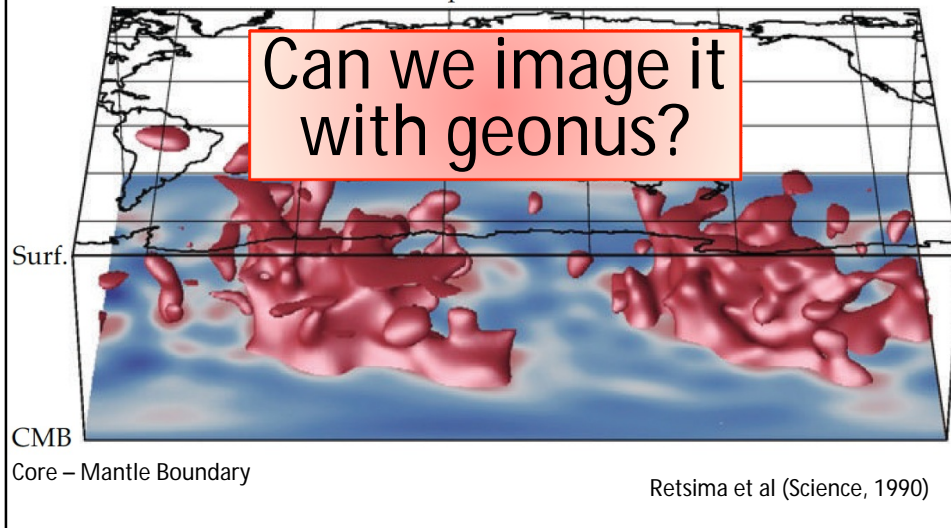 Can we image it
with geonus?
Surf.
CMB
Core – Mantle Boundary
Retsima et al (Science, 1990)